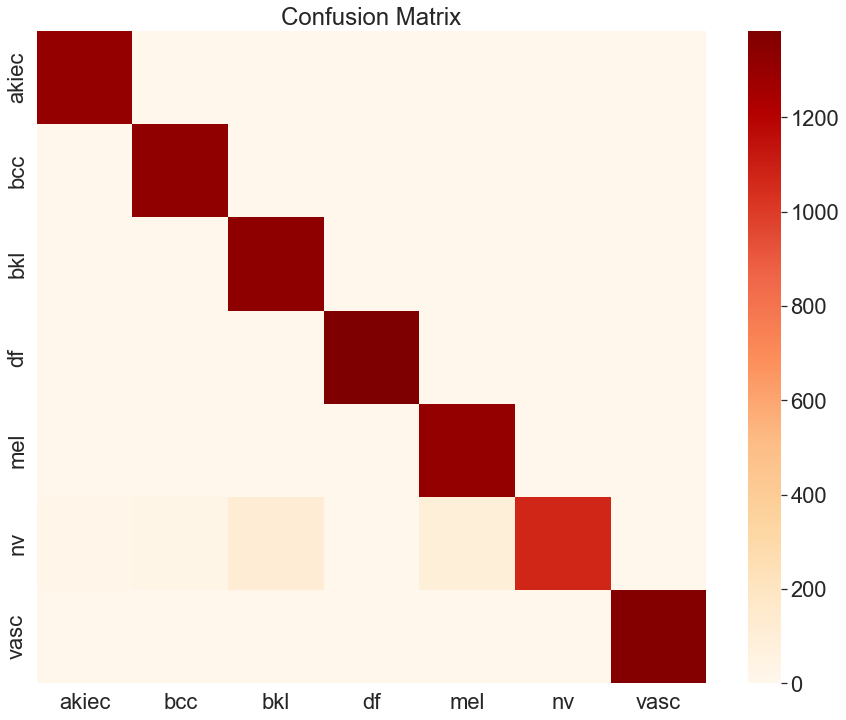 Confusion Matrix
akiec
bcc
bkl
df
mel
nv
vasc
akiec bcc bkl df mel nv vasc
1200
1000
800
600
400
200
0